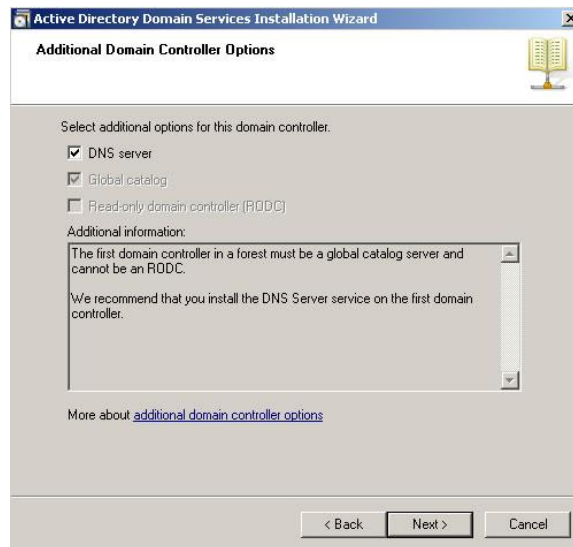 Active Directory Domain Services Installation Wizard
Additional Domain Controller Options
Select additional options for this domain controller.
DNS server
Global catalog
Read-only domain controller (RODC)
Additional information:
The first domain controller in a forest must be a global catalog server and
cannot be an RODC.
We recommend that you install the DNS Server service on the first domain
controller.
More about additional domain controller options
< Back
Next >
Cancel